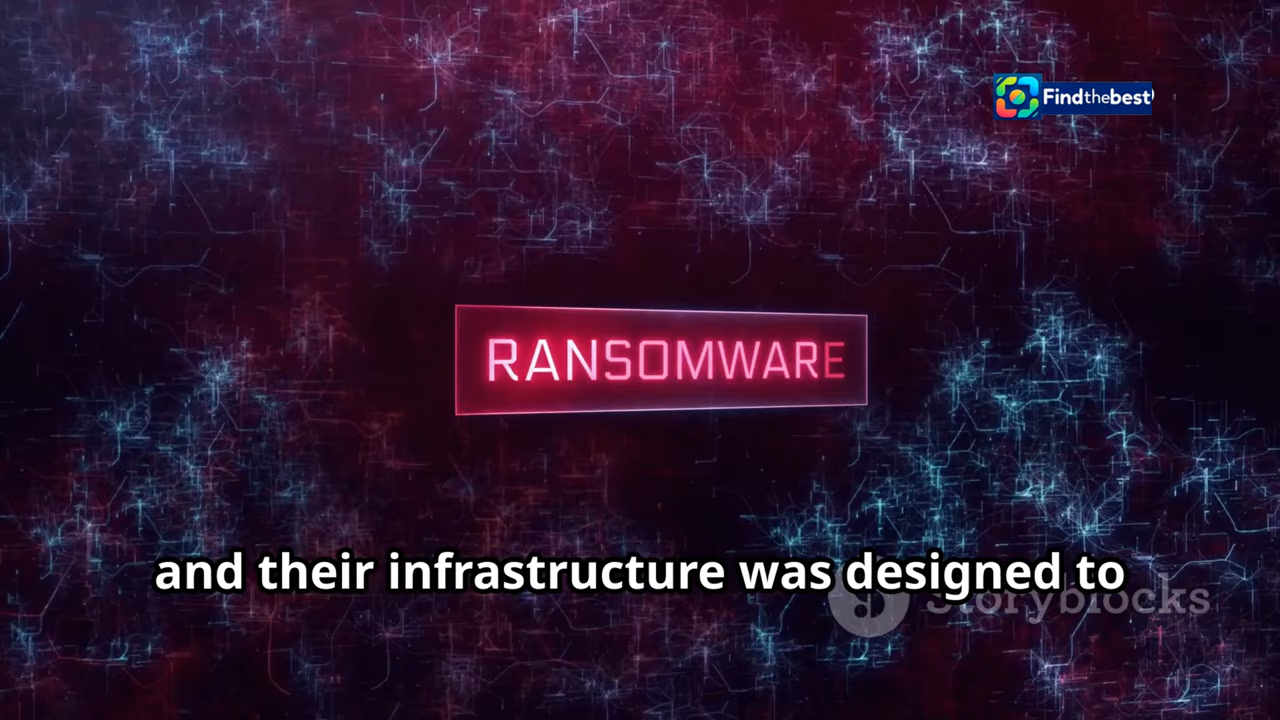 Findthebest
RANSOMWARE
and their infrastructure was designed to
Storyblocks